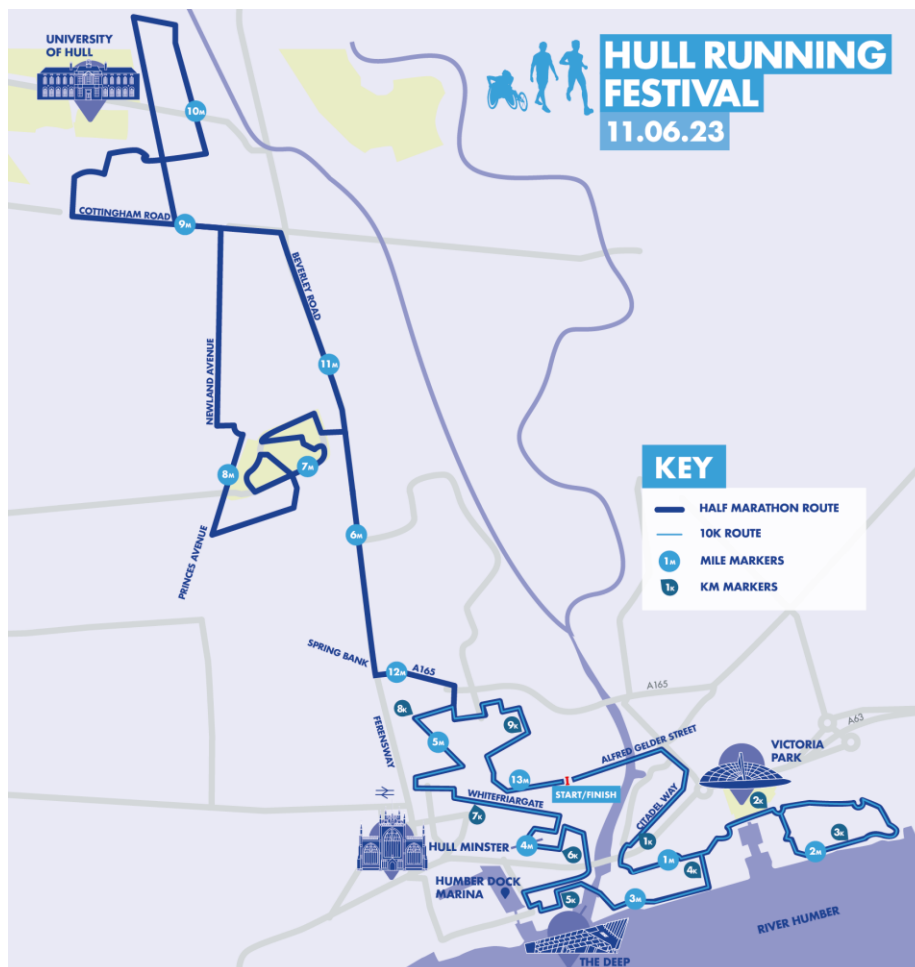 HULL RUNNING
FESTIVAL
11.06.23
UNIVERSITY
OF HULL
10M
COTTINGHAM ROAD
9M
BEVERLEY ROAD
NEWLAND AVENUE
11M
8M
7M
PRINCES AVENUE
6M
KEY
HALF MARATHON ROUTE
10K ROUTE
1M
MILE MARKERS
1K
KM MARKERS
SPRING BANK
12M
A165
A165
8K
9K
FERENSWAY
5M
A63
VICTORIA
PARK
ALFRED GELDER STREET
13M
I
START/FINISH
WHITEFRIARGATE
CITADEL WAY
7K
2K
HULL MINSTER
4M
6K
1K
1M
3K
2M
4K
HUMBER DOCK
MARINA
5K
3M
RIVER HUMBER
THE DEEP